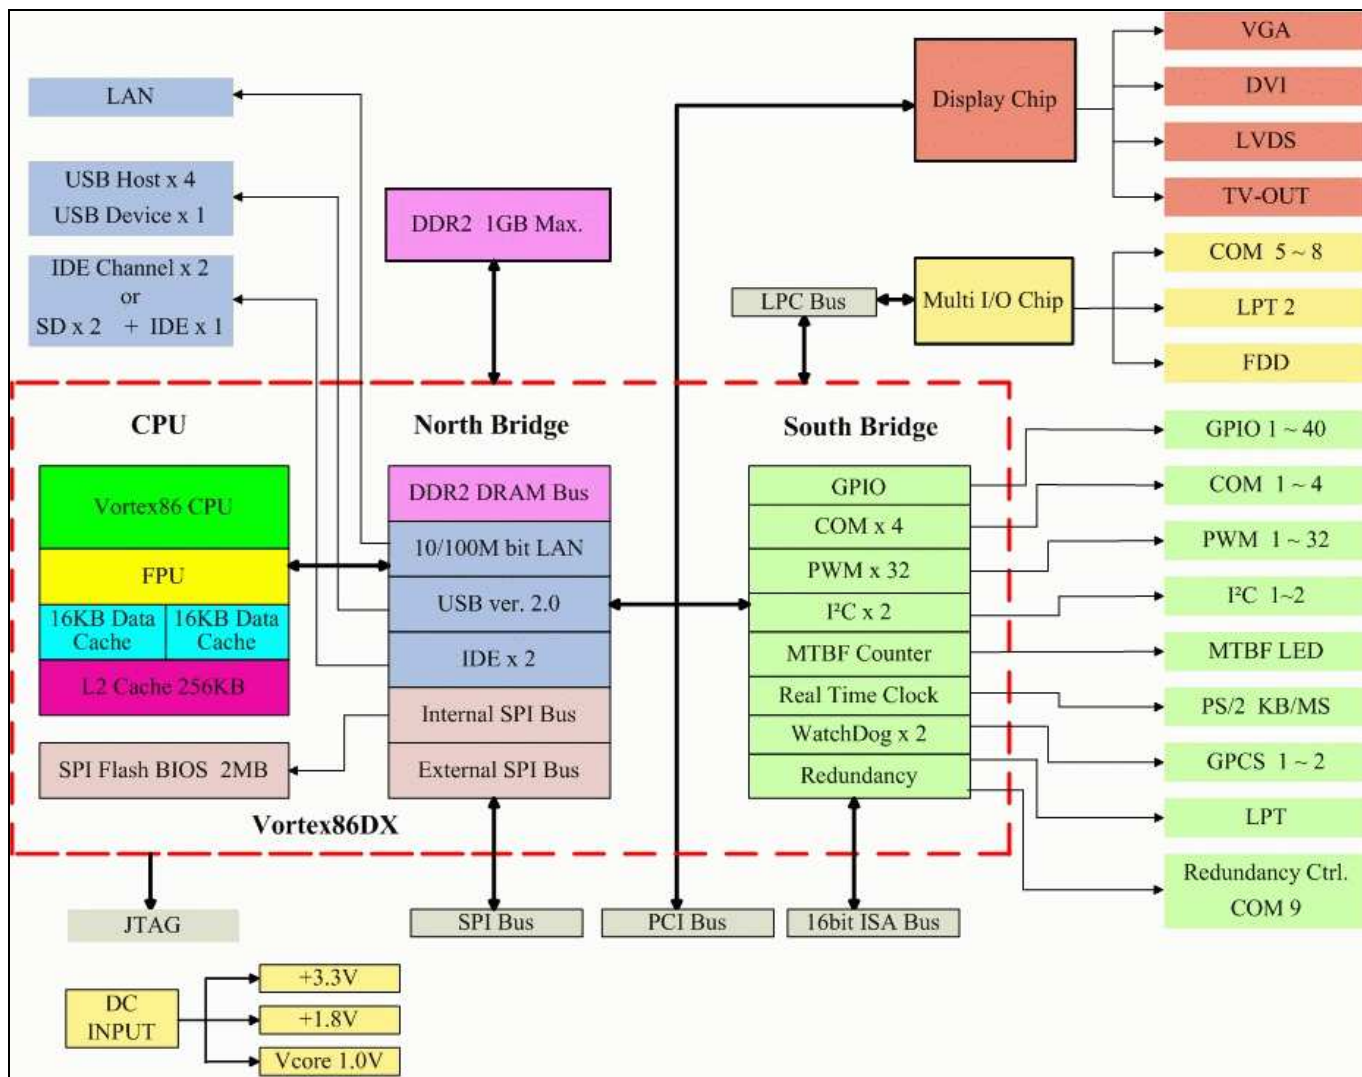 LAN
USB Host x 4
USB Device x 1
IDE Channel x 2
or
SD x 2 + IDE x 1
DDR2 1GB Max.
Display Chip
VGA
DVI
LVDS
TV-OUT
LPC Bus
Multi I/O Chip
COM 5 ~ 8
LPT 2
FDD
CPU
North Bridge
South Bridge
Vortex86 CPU
FPU
16KB Data
Cache
16KB Data
Cache
L2 Cache 256KB
SPI Flash BIOS 2MB
DDR2 DRAM Bus
10/100M bit LAN
USB ver. 2.0
IDE x 2
Internal SPI Bus
External SPI Bus
GPIO
COM x 4
PWM x 32
I²C x 2
MTBF Counter
Real Time Clock
WatchDog x 2
Redundancy
GPIO 1 ~ 40
COM 1 ~ 4
PWM 1 ~ 32
I²C 1~2
MTBF LED
PS/2 KB/MS
GPCS 1 ~ 2
LPT
Redundancy Ctrl.
COM 9
Vortex86DX
JTAG
SPI Bus
PCI Bus
16bit ISA Bus
DC
INPUT
+3.3V
+1.8V
Vcore 1.0V